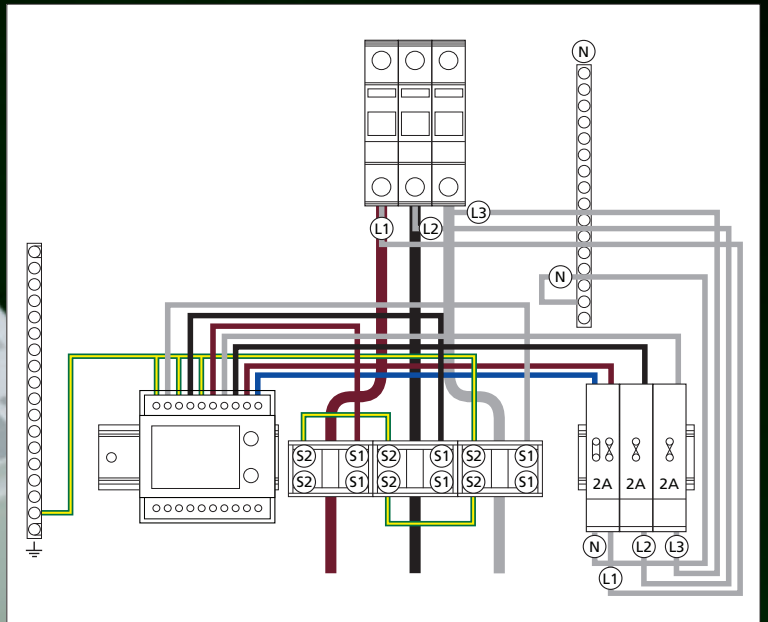 N
L1
L2
L3
N
S2 S1 S2 S1 S2 S1
S2 S1 S2 S1 S2 S1
2A 2A 2A
N L2 L3
L1